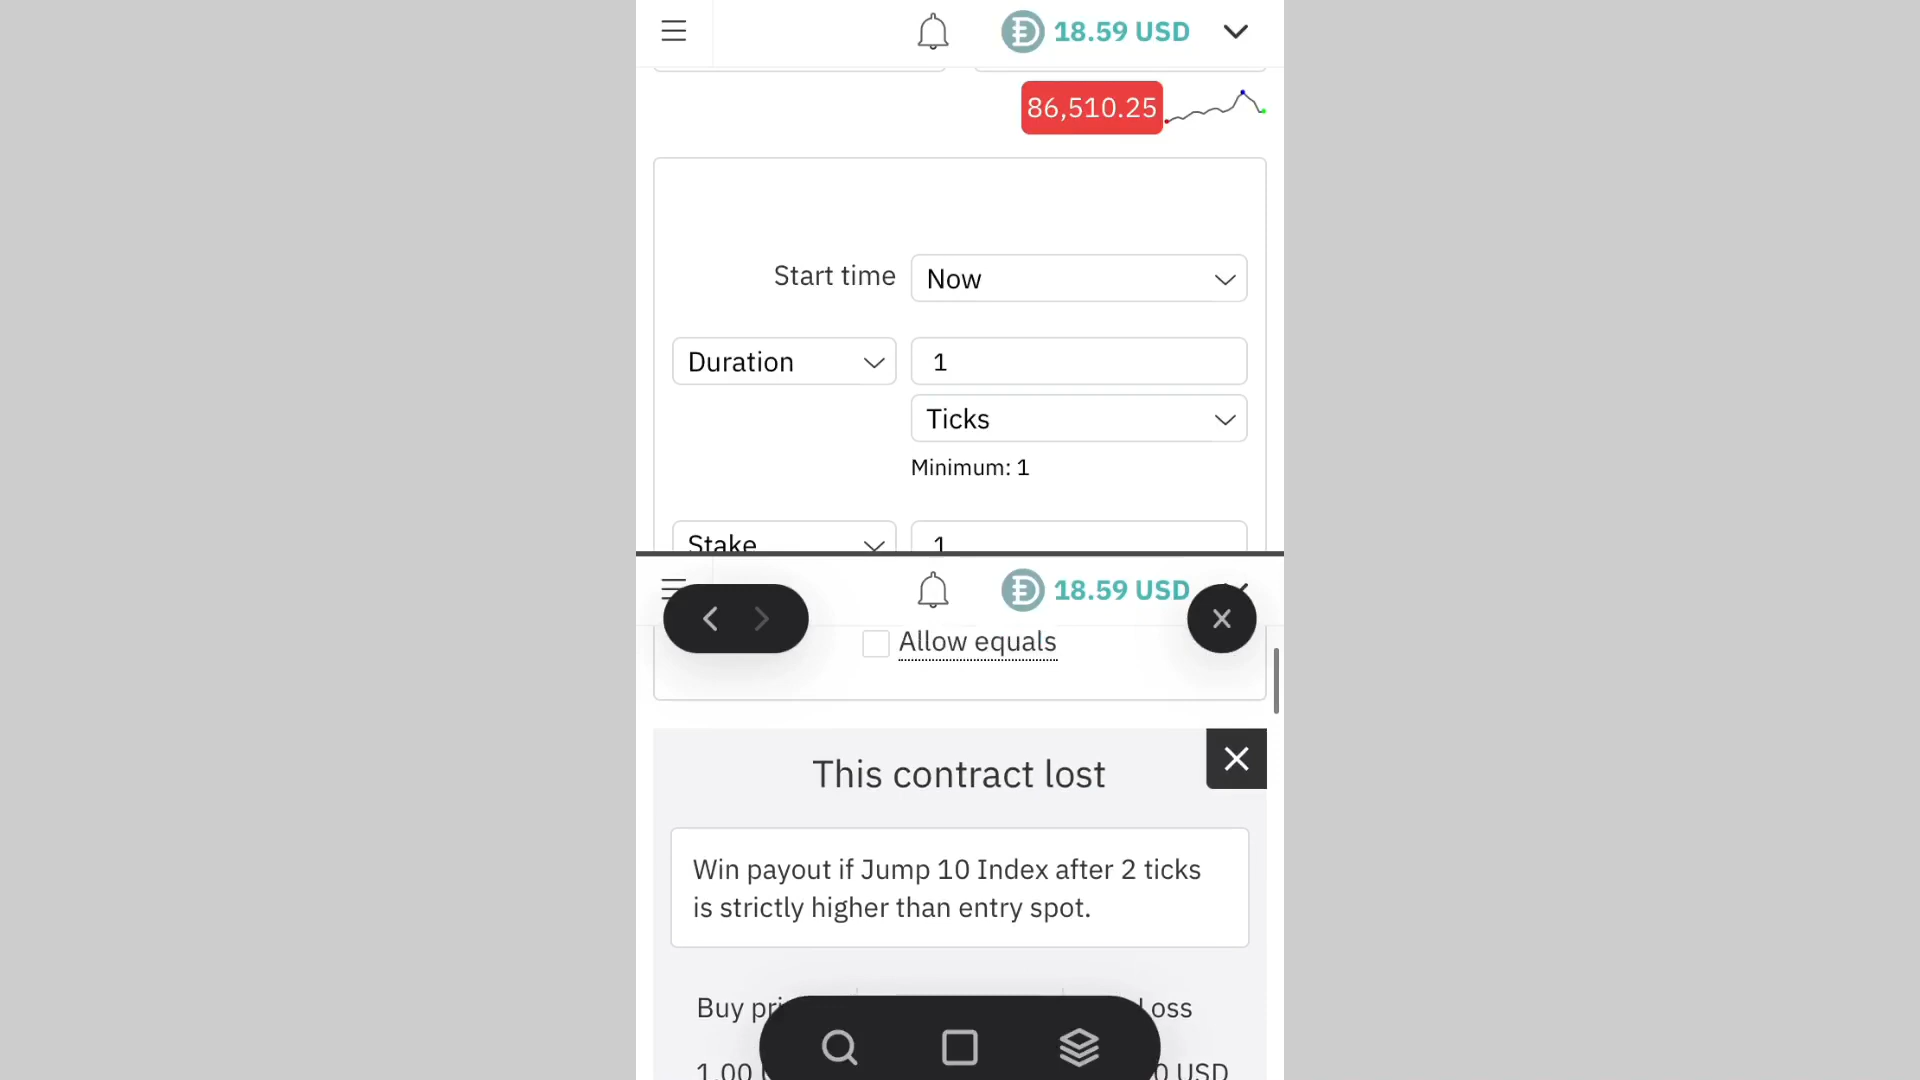 18.59 USD
86,510.25
Start time
Now
Duration
1
Ticks
Minimum: 1
Stake
1
18.59 USD
Allow equals
This contract lost
Win payout if Jump 10 Index after 2 ticks
is strictly higher than entry spot.
Buy
1.00
USD